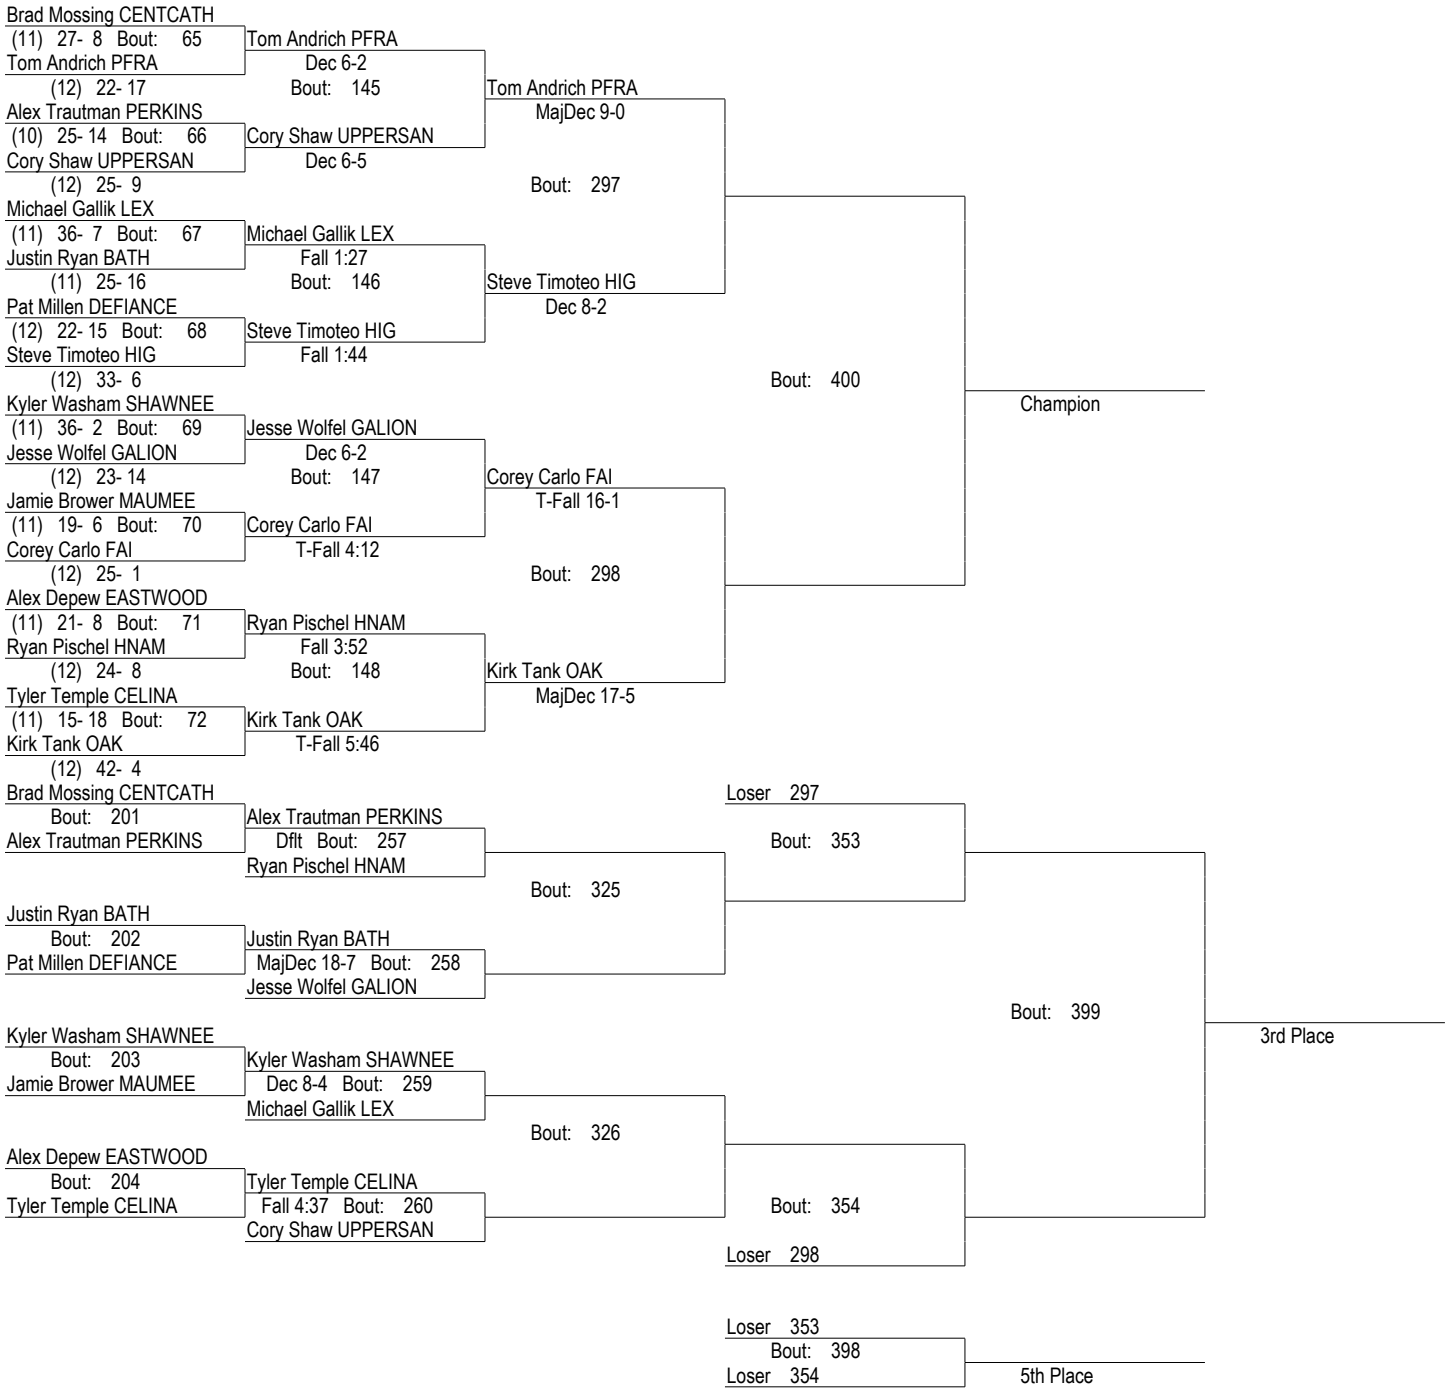 Brad Mossing CENTCATH
(11) 27- 8 Bout: 65 Tom Andrich PFRA
Tom Andrich PFRA Dec 6-2
(12) 22- 17 Bout: 145 Tom Andrich PFRA
Alex Trautman PERKINS MajDec 9-0
(10) 25- 14 Bout: 66 Cory Shaw UPPERSAN
Cory Shaw UPPERSAN Dec 6-5
(12) 25- 9 Bout: 297
Michael Gallik LEX
(11) 36- 7 Bout: 67 Michael Gallik LEX
Justin Ryan BATH Fall 1:27
(11) 25- 16 Bout: 146 Steve Timoteo HIG
Pat Millen DEFIANCE Dec 8-2
(12) 22- 15 Bout: 68 Steve Timoteo HIG
Steve Timoteo HIG Fall 1:44
(12) 33- 6 Bout: 400
Kyler Washam SHAWNEE Champion
(11) 36- 2 Bout: 69 Jesse Wolfel GALION
Jesse Wolfel GALION Dec 6-2
(12) 23- 14 Bout: 147 Corey Carlo FAI
Jamie Brower MAUMEE T-Fall 16-1
(11) 19- 6 Bout: 70 Corey Carlo FAI
Corey Carlo FAI T-Fall 4:12
(12) 25- 1 Bout: 298
Alex Depew EASTWOOD
(11) 21- 8 Bout: 71 Ryan Pischel HNAM
Ryan Pischel HNAM Fall 3:52
(12) 24- 8 Bout: 148 Kirk Tank OAK
Tyler Temple CELINA MajDec 17-5
(11) 15- 18 Bout: 72 Kirk Tank OAK
Kirk Tank OAK T-Fall 5:46
(12) 42- 4
Brad Mossing CENTCATH Loser 297
Bout: 201 Alex Trautman PERKINS
Alex Trautman PERKINS Dflt Bout: 257 Bout: 353
Ryan Pischel HNAM
Bout: 325
Justin Ryan BATH
Bout: 202 Justin Ryan BATH
Pat Millen DEFIANCE MajDec 18-7 Bout: 258
Jesse Wolfel GALION
Bout: 399
Kyler Washam SHAWNEE 3rd Place
Bout: 203 Kyler Washam SHAWNEE
Jamie Brower MAUMEE Dec 8-4 Bout: 259
Michael Gallik LEX
Bout: 326
Alex Depew EASTWOOD
Bout: 204 Tyler Temple CELINA
Tyler Temple CELINA Fall 4:37 Bout: 260 Bout: 354
Cory Shaw UPPERSAN
Loser 298
Loser 353
Bout: 398
Loser 354 5th Place